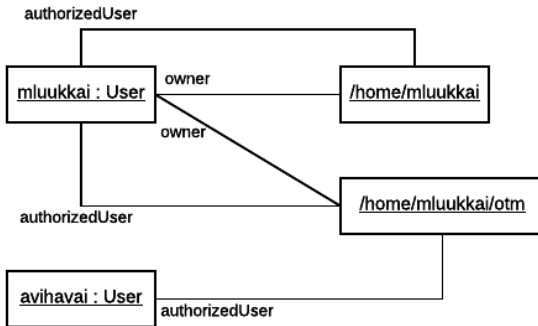 authorizedUser
mluukkai : User
owner
/home/mluukkai
owner
/home/mluukkai/otm
authorizedUser
avihavai : User
authorizedUser